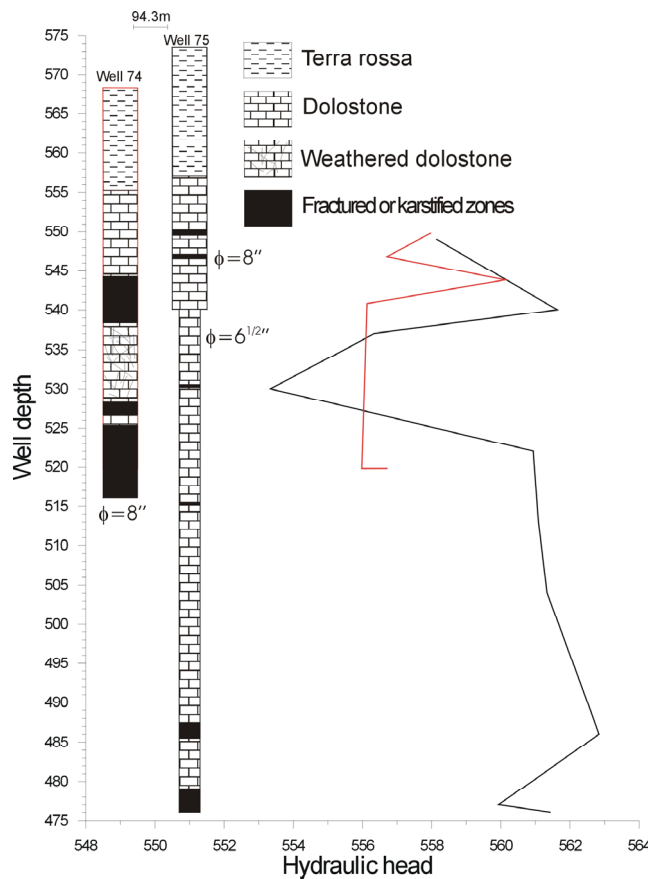 94.3m
Well 75
Well 74
Terra rossa
Dolostone
Weathered dolostone
Fractured or karstified zones
ϕ=8″
ϕ=6 1/2″
ϕ=8″
Well depth
575
570
565
560
555
550
545
540
535
530
525
520
515
510
505
500
495
490
485
480
475
548 550 552 554 556 558 560 562 564
Hydraulic head